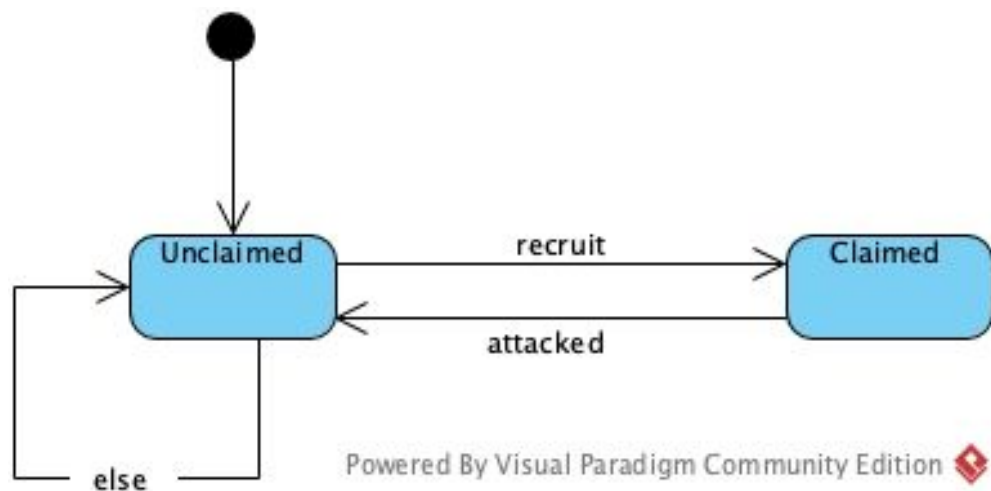 Unclaimed
recruit
Claimed
attacked
else
Powered By Visual Paradigm Community Edition